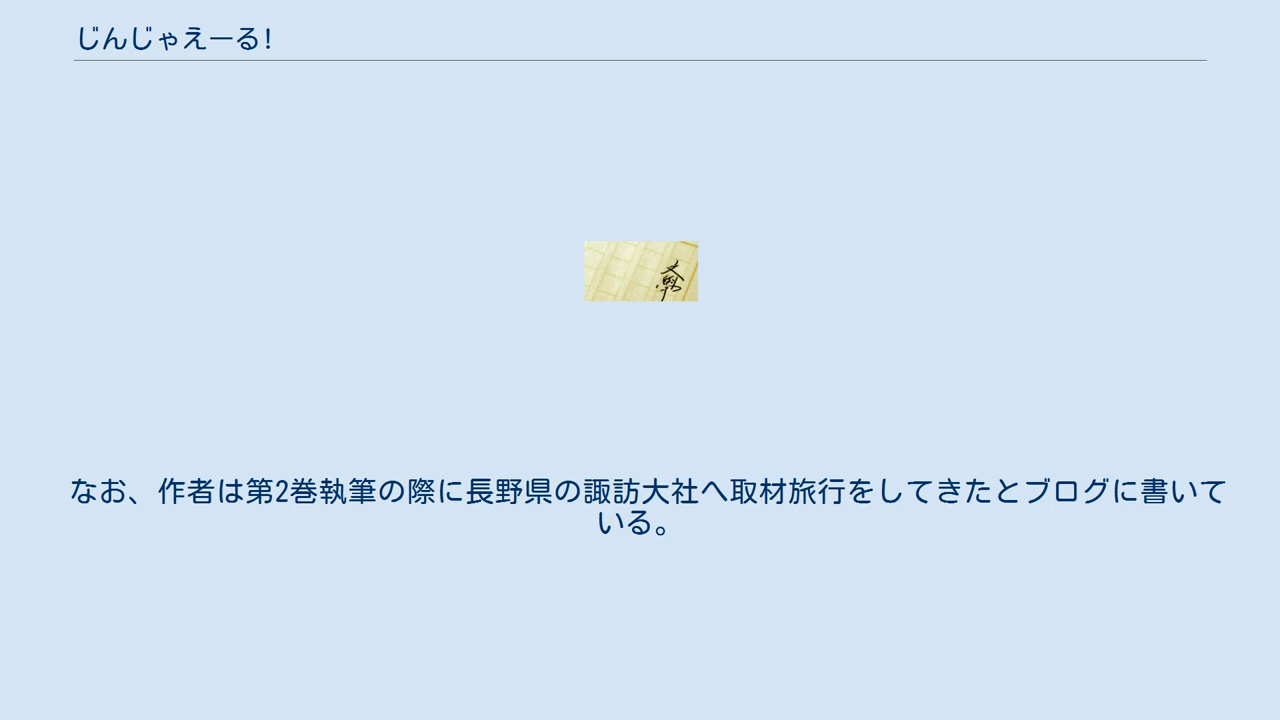 じんじゃえーる!
なお、作者は第2巻執筆の際に長野県の諏訪大社へ取材旅行をしてきたとブログに書いて
いる。